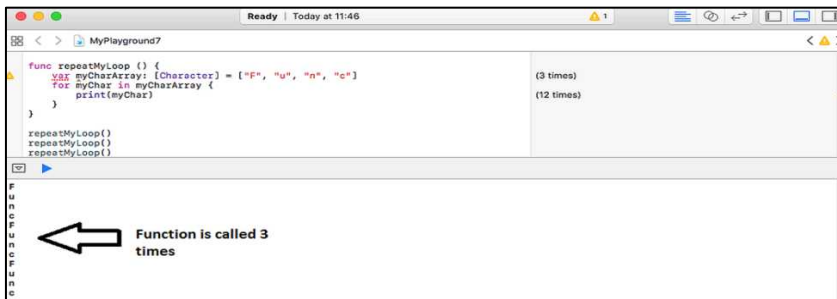 Ready | Today at 11:46
1
MyPlayground7
func repeatMyLoop () {
var myCharArray: [Character] = ["F", "u", "n", "c"]
(3 times)
for myChar in myCharArray {
print(myChar)
(12 times)
}
}
repeatMyLoop()
repeatMyLoop()
repeatMyLoop()
F
u
n
c
F
u
n
c
F
u
n
c
Function is called 3
times